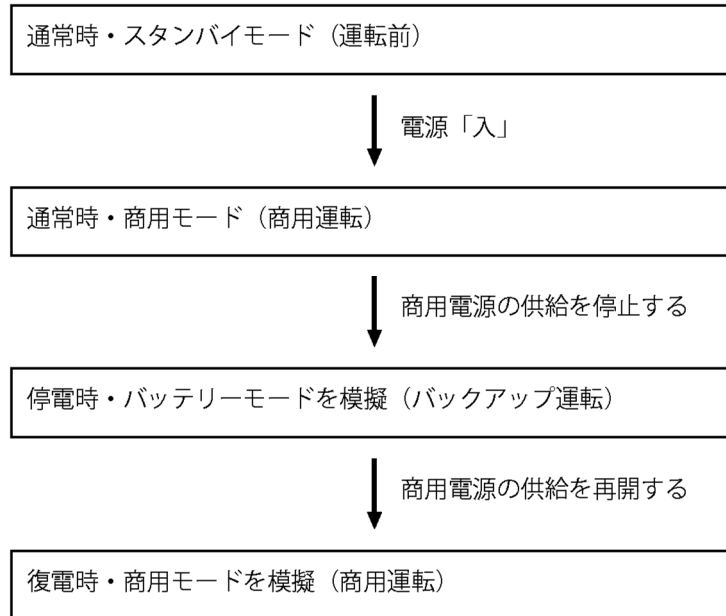 通常時・スタンバイモード（運転前）
電源「入」
通常時・商用モード（商用運転）
商用電源の供給を停止する
停電時・バッテリーモードを模擬（バックアップ運転）
商用電源の供給を再開する
復電時・商用モードを模擬（商用運転）